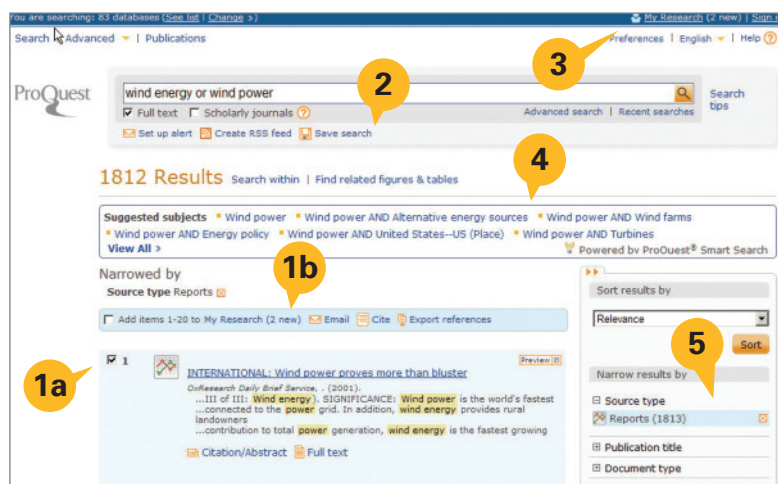 You are searching: 83 databases (See list | Change >)
My Research (2 new) | Sign i
Search Advanced | Publications
Preferences | English | Help ?
3
ProQuest
wind energy or wind power
2
Search tips
Full text Scholarly journals ?
Advanced search | Recent searches
Set up alert Create RSS feed Save search
4
1812 Results Search within | Find related figures & tables
Suggested subjects Wind power Wind power AND Alternative energy sources Wind power AND Wind farms
Wind power AND Energy policy Wind power AND United States--US (Place) Wind power AND Turbines
View All >
Powered by ProQuest® Smart Search
1b
Narrowed by
Source type Reports
Add items 1-20 to My Research (2 new) Email Cite Export references
Sort results by
Relevance
Sort
5
1a
1
Preview
INTERNATIONAL: Wind power proves more than bluster
OxResearch Daily Brief Service, . (2001).
...III of III: Wind energy). SIGNIFICANCE: Wind power is the world's fastest
...connected to the power grid. In addition, wind energy provides rural
landowners
...contribution to total power generation, wind energy is the fastest growing
Citation/Abstract Full text
Narrow results by
Source type
Reports (1813)
Publication title
Document type